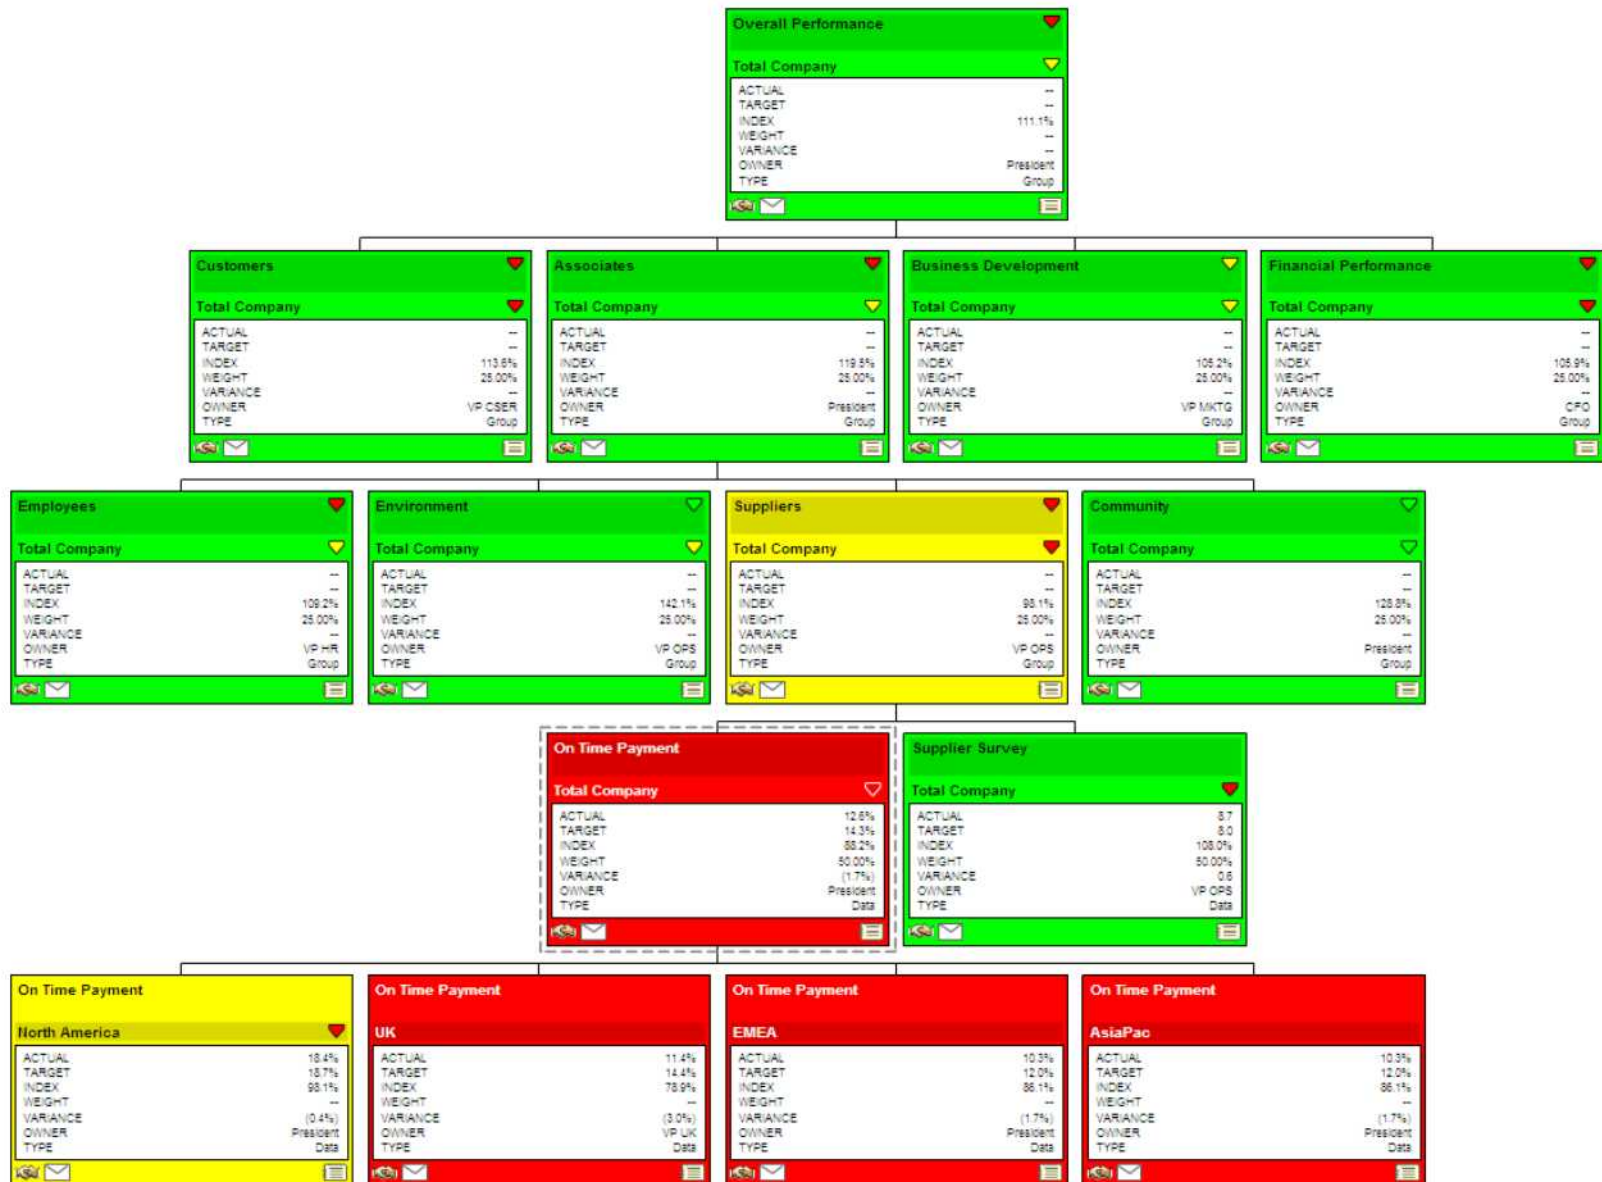 Overall Performance
Total Company
ACTUAL --
TARGET --
INDEX 111.1%
WEIGHT --
VARIANCE --
OWNER President
TYPE Group
Customers
Total Company
ACTUAL --
TARGET --
INDEX 113.6%
WEIGHT 25.00%
VARIANCE --
OWNER VP CSER
TYPE Group
Associates
Total Company
ACTUAL --
TARGET --
INDEX 119.5%
WEIGHT 25.00%
VARIANCE --
OWNER President
TYPE Group
Business Development
Total Company
ACTUAL --
TARGET --
INDEX 105.2%
WEIGHT 25.00%
VARIANCE --
OWNER VP MKTG
TYPE Group
Financial Performance
Total Company
ACTUAL --
TARGET --
INDEX 105.9%
WEIGHT 25.00%
VARIANCE --
OWNER CFO
TYPE Group
Employees
Total Company
ACTUAL --
TARGET --
INDEX 109.2%
WEIGHT 25.00%
VARIANCE --
OWNER VP HR
TYPE Group
Environment
Total Company
ACTUAL --
TARGET --
INDEX 142.1%
WEIGHT 25.00%
VARIANCE --
OWNER VP OPS
TYPE Group
Suppliers
Total Company
ACTUAL --
TARGET --
INDEX 98.1%
WEIGHT 25.00%
VARIANCE --
OWNER VP OPS
TYPE Group
Community
Total Company
ACTUAL --
TARGET --
INDEX 128.8%
WEIGHT 25.00%
VARIANCE --
OWNER President
TYPE Group
On Time Payment
Total Company
ACTUAL 12.6%
TARGET 14.3%
INDEX 88.2%
WEIGHT 50.00%
VARIANCE (1.7%)
OWNER President
TYPE Data
Supplier Survey
Total Company
ACTUAL 8.7
TARGET 8.0
INDEX 108.0%
WEIGHT 50.00%
VARIANCE 0.6
OWNER VP OPS
TYPE Data
On Time Payment
North America
ACTUAL 18.4%
TARGET 18.7%
INDEX 98.1%
WEIGHT --
VARIANCE (0.4%)
OWNER President
TYPE Data
On Time Payment
UK
ACTUAL 11.4%
TARGET 14.4%
INDEX 78.9%
WEIGHT --
VARIANCE (3.0%)
OWNER VP UK
TYPE Data
On Time Payment
EMEA
ACTUAL 10.3%
TARGET 12.0%
INDEX 86.1%
WEIGHT --
VARIANCE (1.7%)
OWNER President
TYPE Data
On Time Payment
AsiaPac
ACTUAL 10.3%
TARGET 12.0%
INDEX 86.1%
WEIGHT --
VARIANCE (1.7%)
OWNER President
TYPE Data